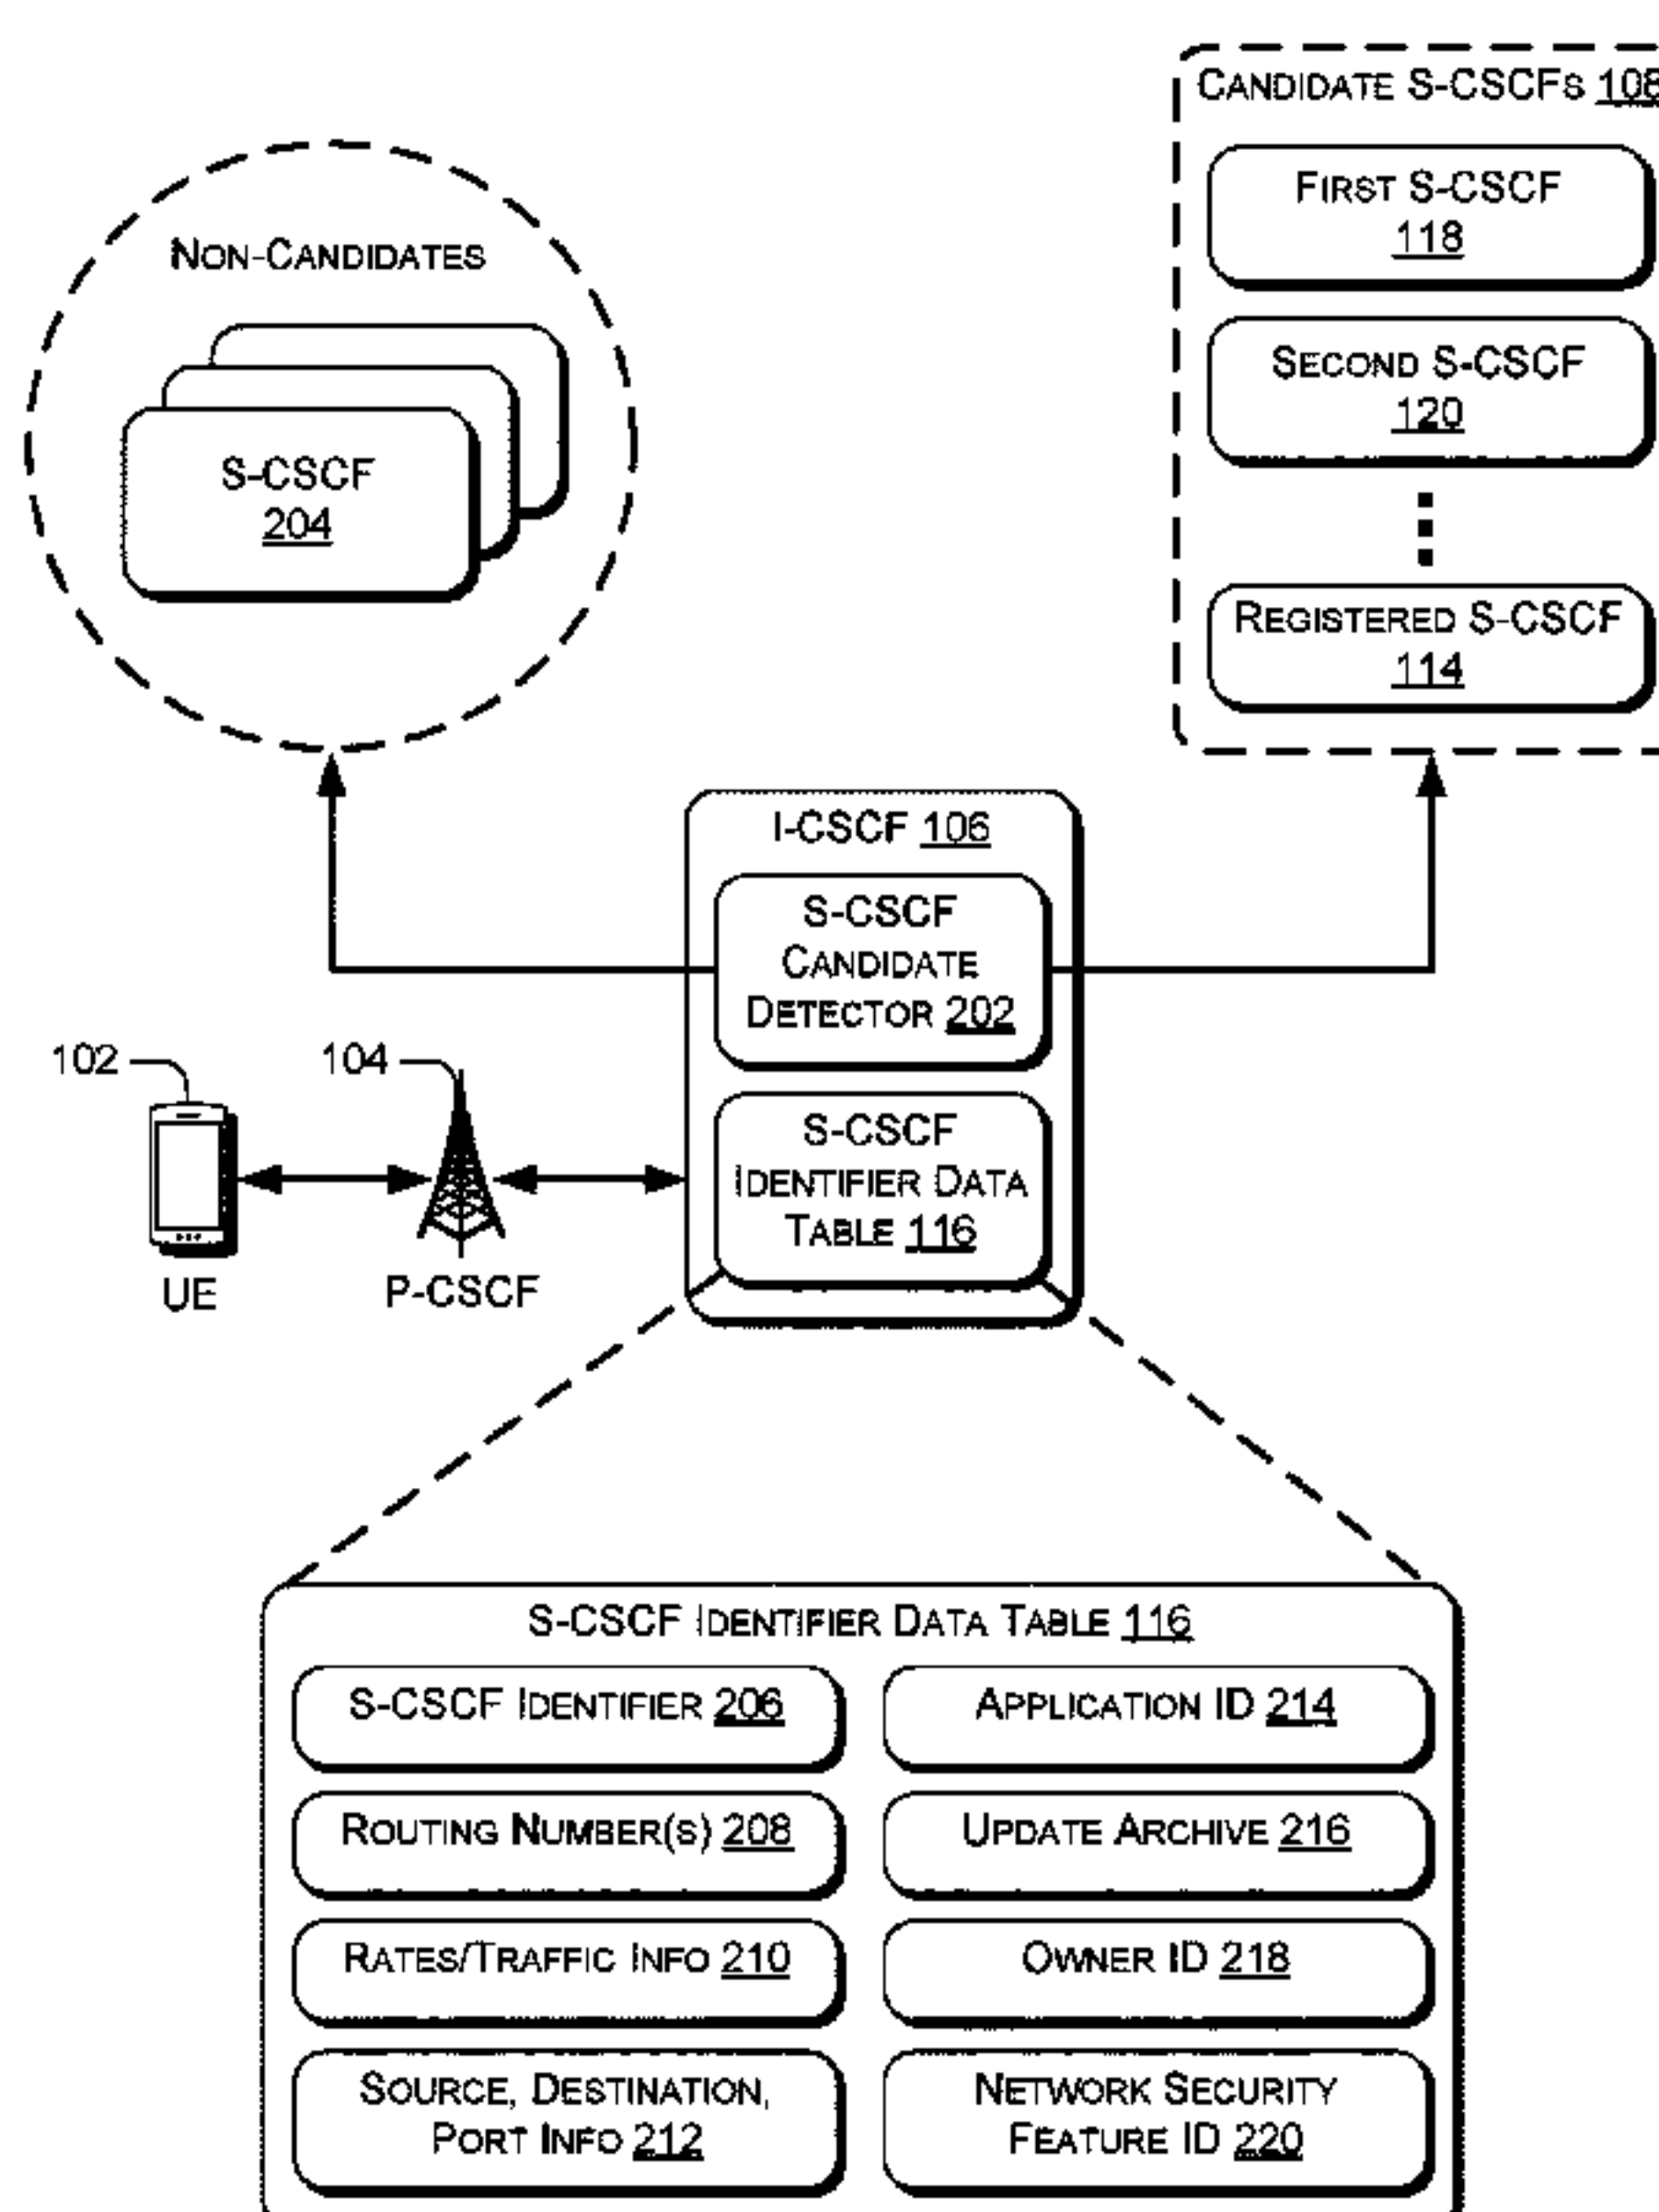 CANDIDATE S-CSCFS 108
FIRST S-CSCF
118
SECOND S-CSCF
120
REGISTERED S-CSCF
114
NON-CANDIDATES
S-CSCF
204
I-CSCF 106
S-CSCF
CANDIDATE
DETECTOR 202
S-CSCF
IDENTIFIER DATA
TABLE 116
102
104
UE
P-CSCF
S-CSCF IDENTIFIER DATA TABLE 116
S-CSCF IDENTIFIER 206
APPLICATION ID 214
ROUTING NUMBER(S) 208
UPDATE ARCHIVE 216
RATES/TRAFFIC INFO 210
OWNER ID 218
SOURCE, DESTINATION,
PORT INFO 212
NETWORK SECURITY
FEATURE ID 220